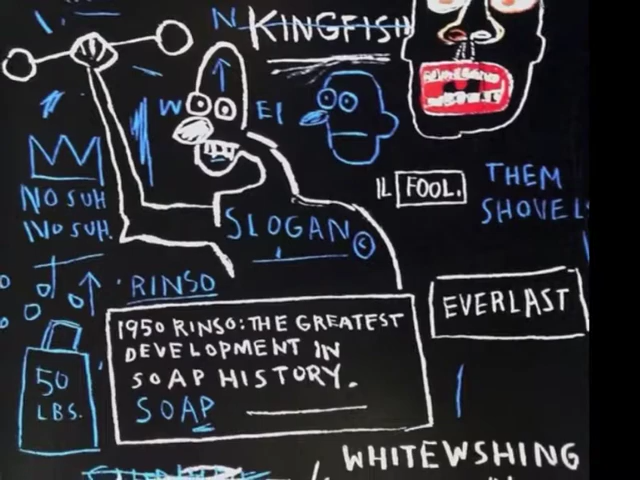 N KINGFISH
W EI
IL FOOL.
THEM
SHOVEL
NO SUH
NO SUH.
SLOGAN ©
RINSO
EVERLAST
1950 RINSO: THE GREATEST
DEVELOPMENT IN
SOAP HISTORY.
SOAP
50
LBS.
WHITEWSHING